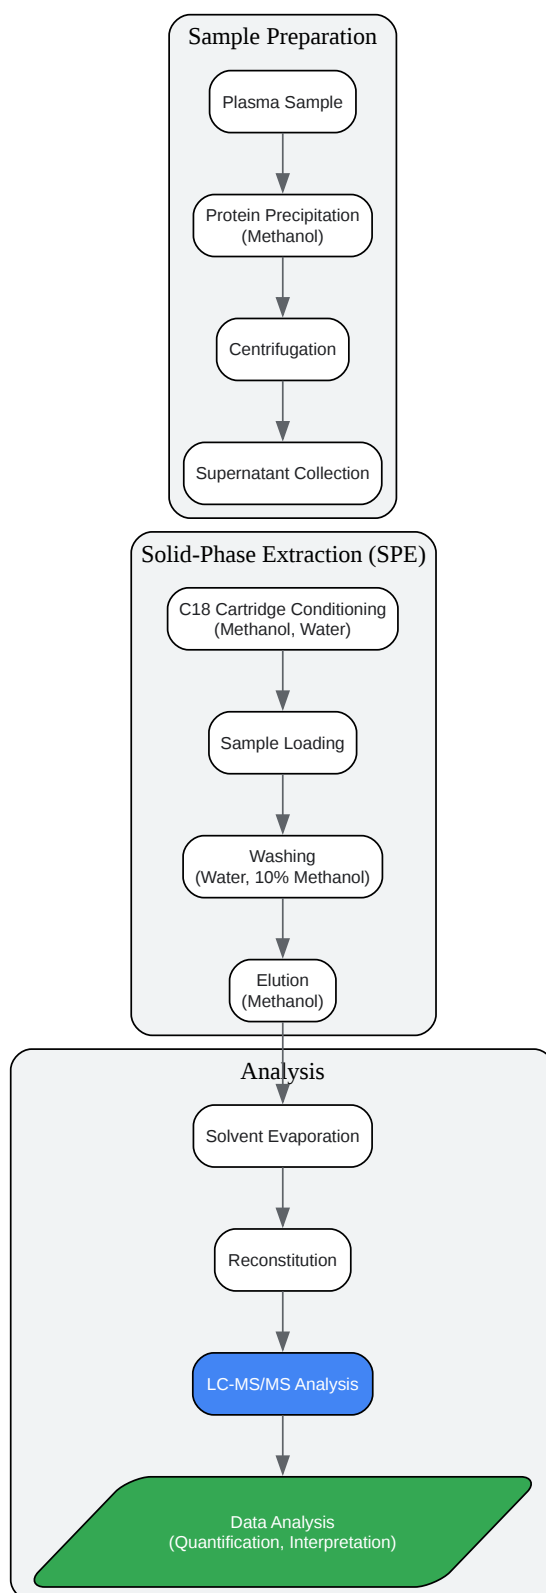 Sample Preparation
Plasma Sample
Protein Precipitation
(Methanol)
Centrifugation
Supernatant Collection
Solid-Phase Extraction (SPE)
C18 Cartridge Conditioning
(Methanol, Water)
Sample Loading
Washing
(Water, 10% Methanol)
Elution
(Methanol)
Analysis
Solvent Evaporation
Reconstitution
LC-MS/MS Analysis
Data Analysis
(Quantification, Interpretation)